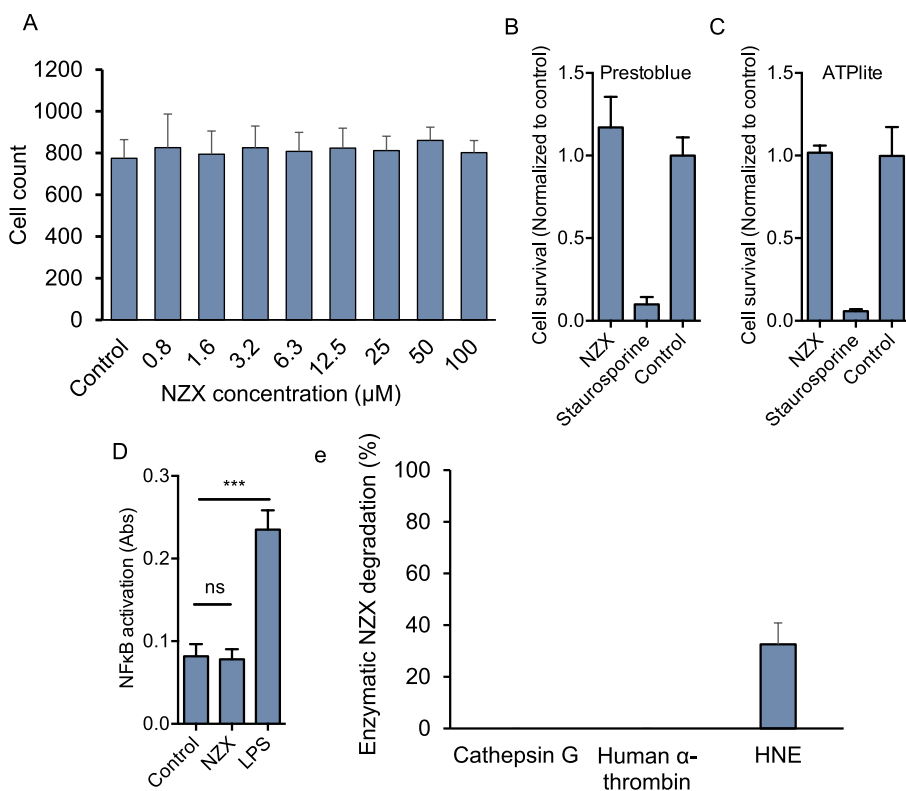 A
Cell count
1200
1000
800
600
400
200
0
Control
0.8
1.6
3.2
6.3
12.5
25
50
100
NZX concentration (µM)
B
Prestoblue
Cell survival (Normalized to control)
1.5
1.0
0.5
0.0
NZX
Staurosporine
Control
C
ATPlite
Cell survival (Normalized to control)
1.5
1.0
0.5
0.0
NZX
Staurosporine
Control
D
NFκB activation (Abs)
0.3
0.2
0.1
0.0
***
ns
Control
NZX
LPS
e
Enzymatic NZX degradation (%)
100
80
60
40
20
0
Cathepsin G
Human α-
thrombin
HNE